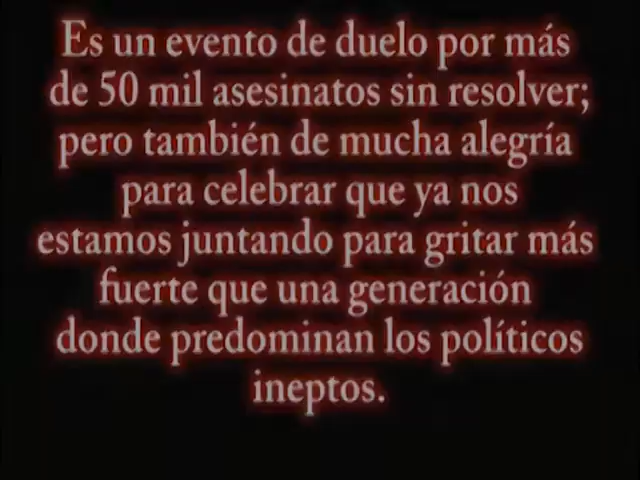 Es un evento de duelo por más
de 50 mil asesinatos sin resolver;
pero también de mucha alegría
para celebrar que ya nos
estamos juntando para gritar más
fuerte que una generación
donde predominan los políticos
ineptos.